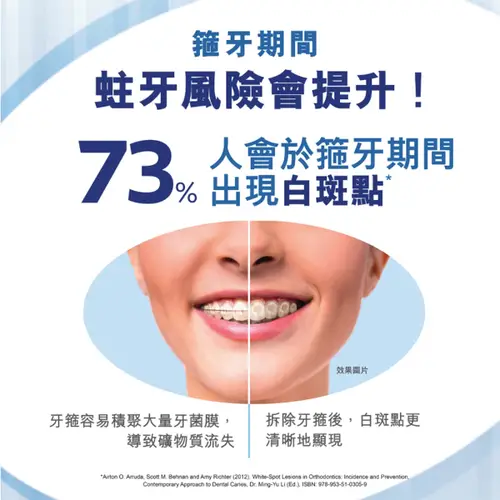 箍牙期間
蛀牙風險會提升！
73% 人會於箍牙期間
出現白斑點*
效果圖片
牙箍容易積聚大量牙菌膜，
導致礦物質流失
拆除牙箍後，白斑點更
清晰地顯現
*Airton O. Arruda, Scott M. Behnan and Amy Richter (2012). White-Spot Lesions in Orthodontics: Incidence and Prevention,
Contemporary Approach to Dental Caries, Dr. Ming-Yu Li (Ed.), ISBN: 978-953-51-0305-9